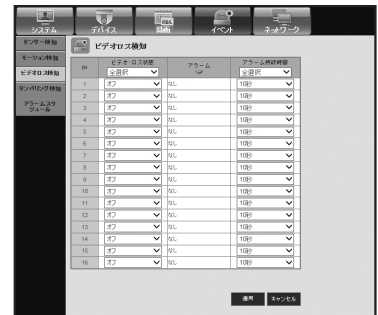 システム デバイス 録画 イベント ネットワーク
センサー検知
モーション検知
ビデオロス検知
タンパリング検知
アラームスケジュール
ビデオロス検知
CH ビデオ・ロス状態 アラーム アラーム持続時間
全選択 全選択
1 オフ なし 10秒
2 オフ なし 10秒
3 オフ なし 10秒
4 オフ なし 10秒
5 オフ なし 10秒
6 オフ なし 10秒
7 オフ なし 10秒
8 オフ なし 10秒
9 オフ なし 10秒
10 オフ なし 10秒
11 オフ なし 10秒
12 オフ なし 10秒
13 オフ なし 10秒
14 オフ なし 10秒
15 オフ なし 10秒
16 オフ なし 10秒
適用 キャンセル